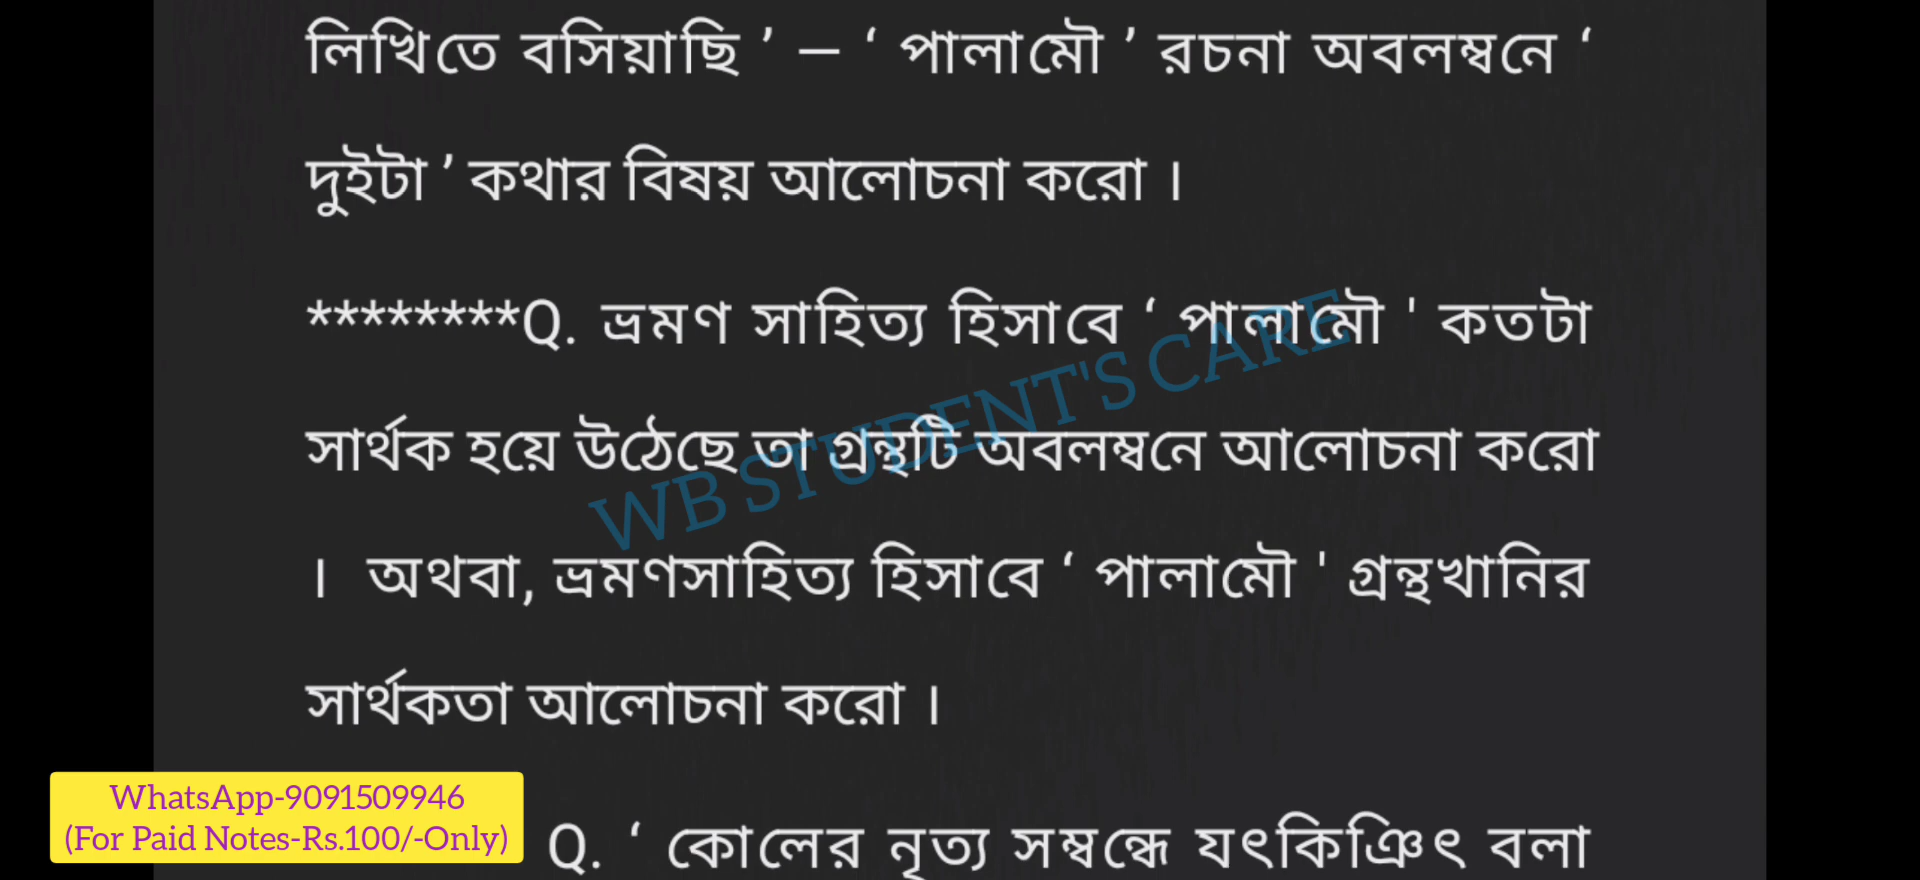 লিখিতে বসিয়াছি ’ – ‘ পালামৌ ’ রচনা অবলম্বনে ‘
দুইটা ’ কথার বিষয় আলোচনা করো ।
********Q. ভ্রমণ সাহিত্য হিসাবে ‘ পালামৌ ' কতটা
সার্থক হয়ে উঠেছে তা গ্রন্থটি অবলম্বনে আলোচনা করো
। অথবা, ভ্রমণসাহিত্য হিসাবে ‘ পালামৌ ' গ্রন্থখানির
সার্থকতা আলোচনা করো ।
WB STUDENT'S CARE
WhatsApp-9091509946
(For Paid Notes-Rs.100/-Only)
Q. ‘ কোলের নৃত্য সম্বন্ধে যৎকিঞ্চিৎ বলা